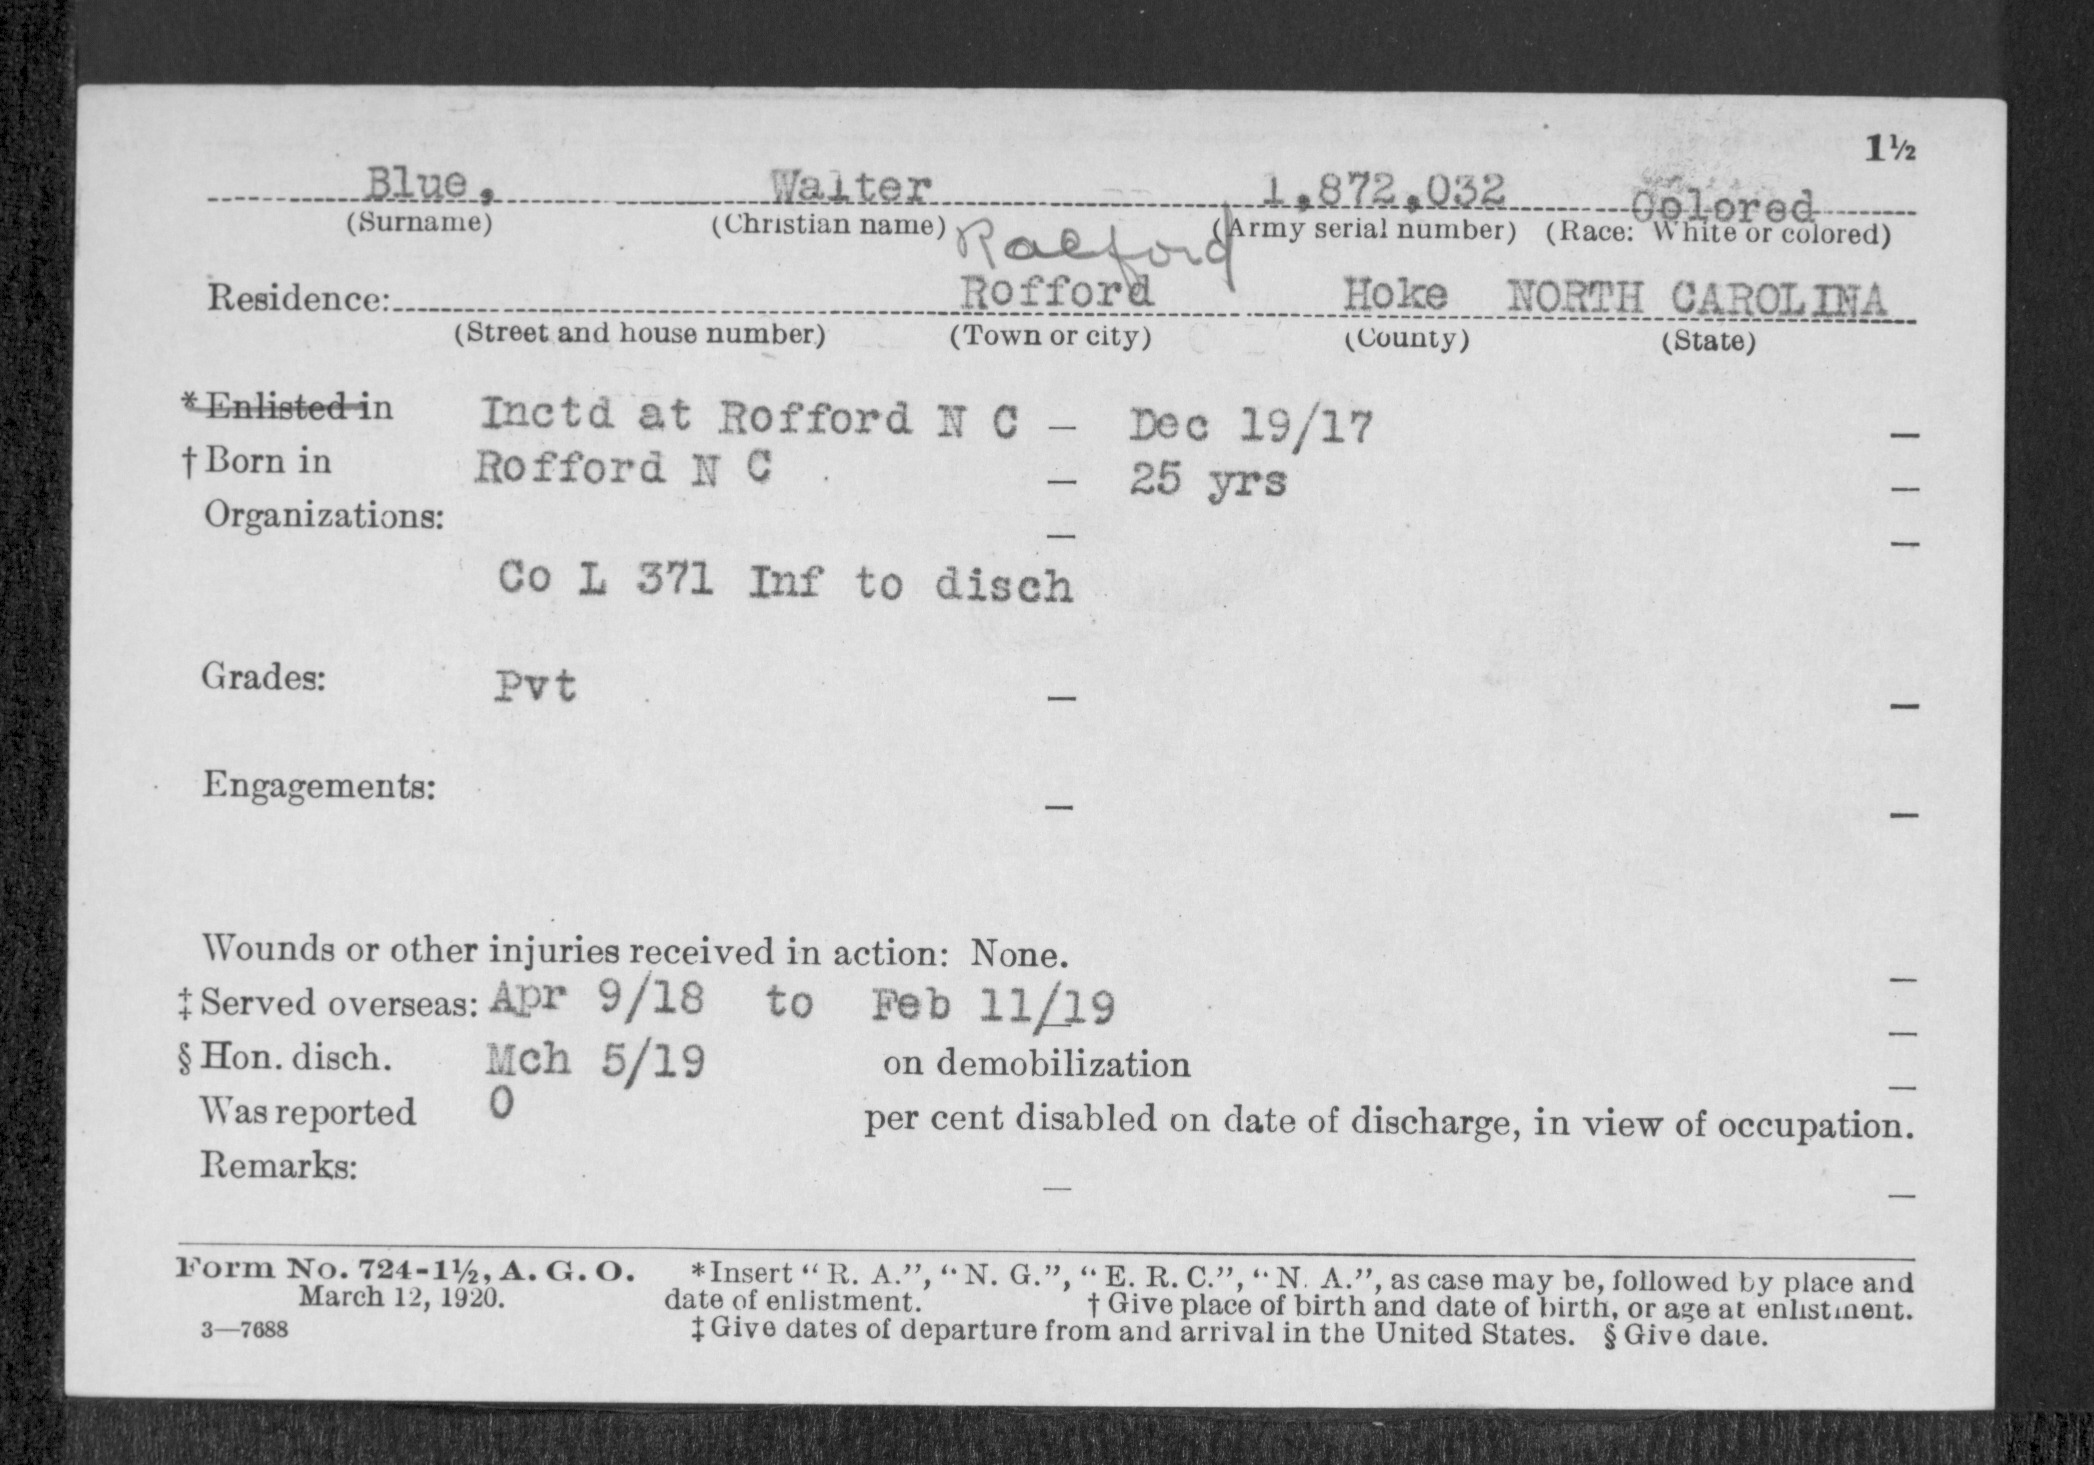 1½
Blue, Walter 1,872,032 Colored
(Surname) (Christian name) (Army serial number) (Race: White or colored)
Raeford
Residence: Rofford Hoke NORTH CAROLINA
(Street and house number) (Town or city) (County) (State)
*Enlisted in Inctd at Rofford N C — Dec 19/17 —
†Born in Rofford N C — 25 yrs —
Organizations: — —
Co L 371 Inf to disch
Grades: Pvt — —
Engagements: — —
Wounds or other injuries received in action: None. —
‡Served overseas: Apr 9/18 to Feb 11/19 —
§Hon. disch. Mch 5/19 on demobilization —
Was reported 0 per cent disabled on date of discharge, in view of occupation.
Remarks: — —
Form No. 724-1½, A. G. O. *Insert "R. A.", "N. G.", "E. R. C.", "N. A.", as case may be, followed by place and
March 12, 1920. date of enlistment. †Give place of birth and date of birth, or age at enlistment.
3—7688 ‡Give dates of departure from and arrival in the United States. §Give date.